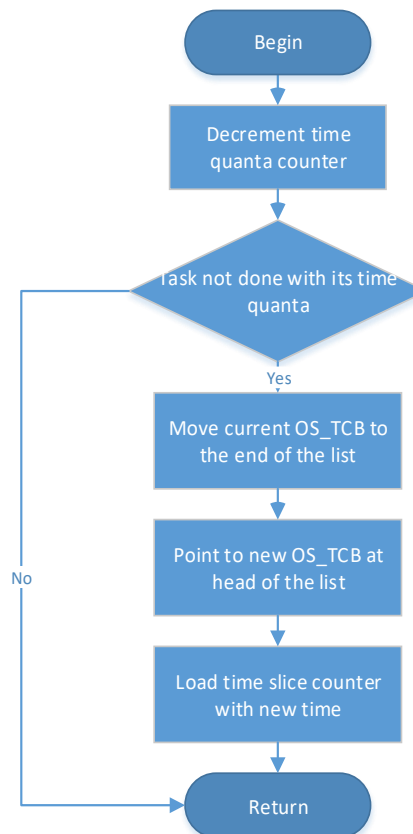 Begin
Decrement time
quanta counter
Task not done with its time
quanta
Yes
Move current OS_TCB to
the end of the list
Point to new OS_TCB at
head of the list
No
Load time slice counter
with new time
Return